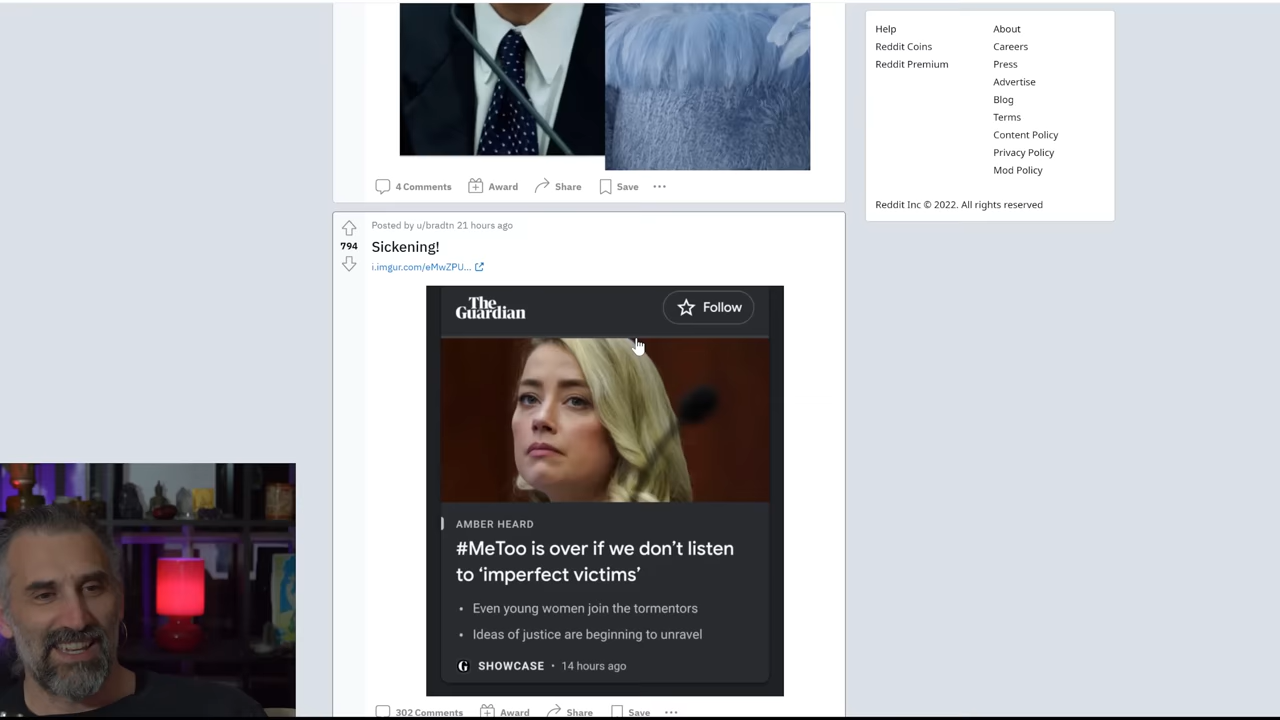 Help
About
Reddit Coins
Careers
Reddit Premium
Press
Advertise
Blog
Terms
Content Policy
Privacy Policy
Mod Policy
Reddit Inc © 2022. All rights reserved
4 Comments Award Share Save
Posted by u/bradtn 21 hours ago
794
Sickening!
i.imgur.com/eMwZPU...
The Guardian
Follow
AMBER HEARD
#MeToo is over if we don’t listen
to ‘imperfect victims’
• Even young women join the tormentors
• Ideas of justice are beginning to unravel
G SHOWCASE • 14 hours ago
302 Comments Award Share Save